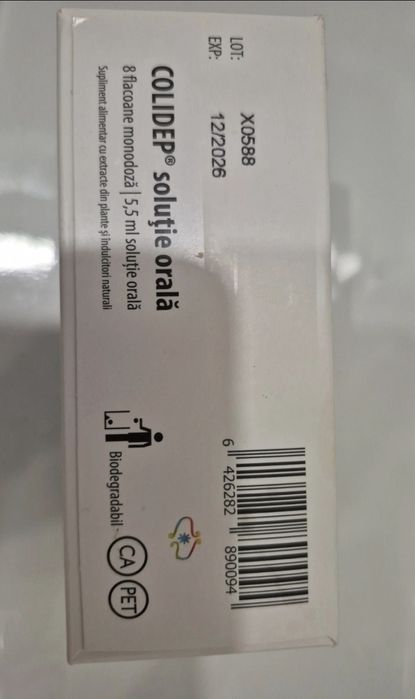 LOT: X0588
EXP: 12/2026
COLIDEP® soluție orală
8 flacoane monodoză | 5,5 ml soluție orală
Supliment alimentar cu extracte din plante și îndulcitori naturali
6 426282 890094
Biodegradabil
CA
PET